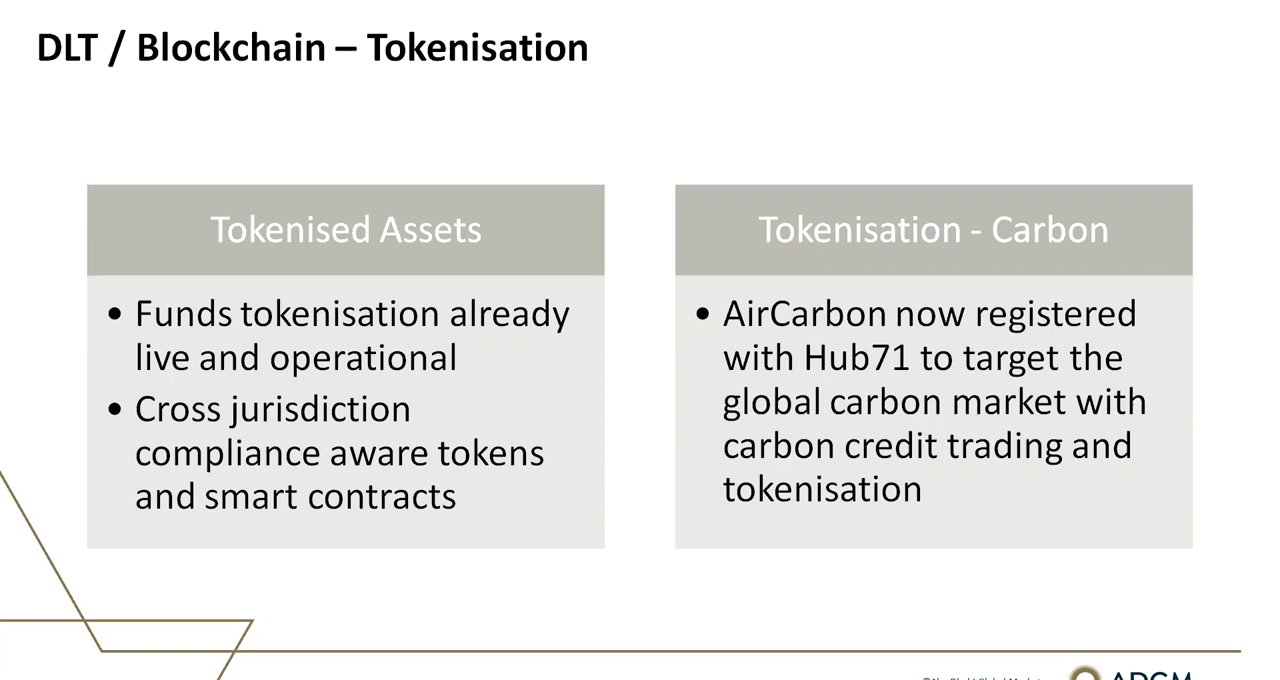 DLT / Blockchain – Tokenisation
Tokenised Assets
• Funds tokenisation already
live and operational
• Cross jurisdiction
compliance aware tokens
and smart contracts
Tokenisation - Carbon
• AirCarbon now registered
with Hub71 to target the
global carbon market with
carbon credit trading and
tokenisation
ADGM